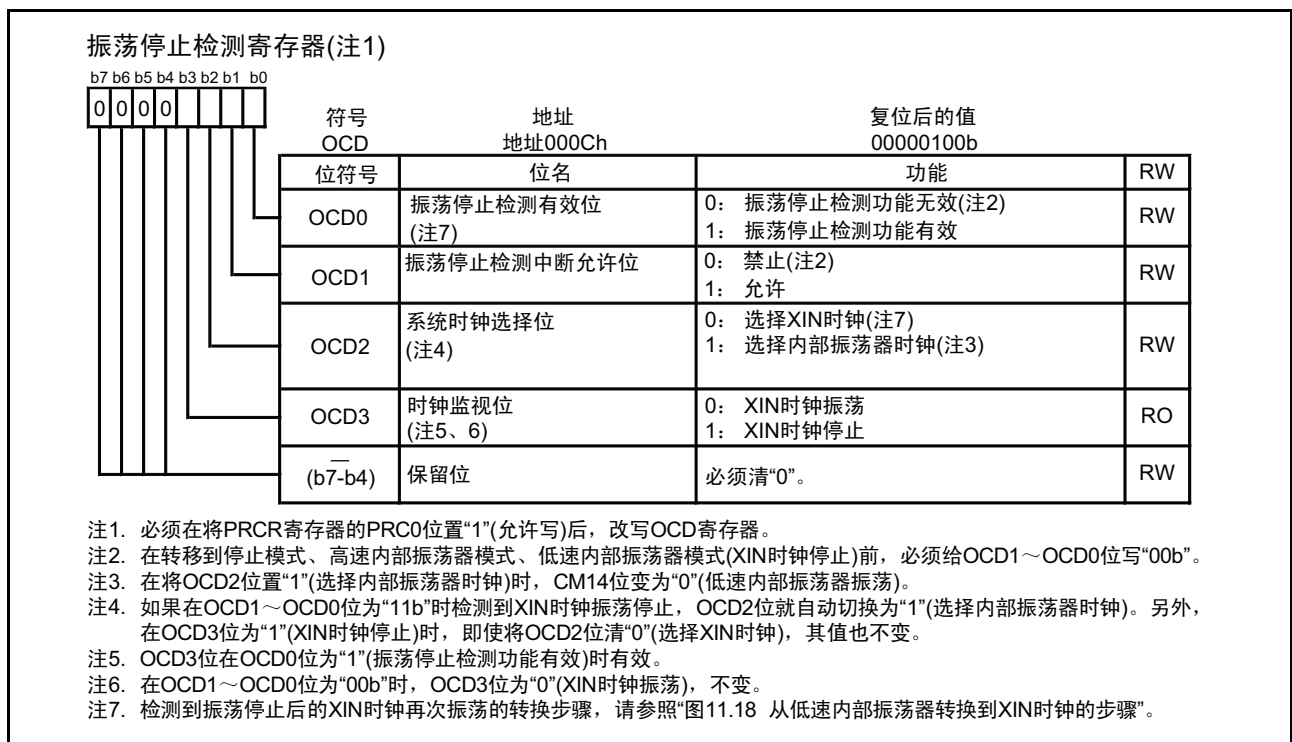 振荡停止检测寄存器(注1)
b7 b6 b5 b4 b3 b2 b1 b0
0 0 0 0
符号 地址 复位后的值
OCD 地址000Ch 00000100b
位符号 位名 功能 RW
OCD0 振荡停止检测有效位 (注7) 0： 振荡停止检测功能无效(注2) RW
1： 振荡停止检测功能有效
OCD1 振荡停止检测中断允许位 0： 禁止(注2) RW
1： 允许
OCD2 系统时钟选择位 (注4) 0： 选择XIN时钟(注7) RW
1： 选择内部振荡器时钟(注3)
OCD3 时钟监视位 (注5、6) 0： XIN时钟振荡 RO
1： XIN时钟停止
—
(b7-b4) 保留位 必须清“0”。 RW
注1. 必须在将PRCR寄存器的PRC0位置“1”(允许写)后，改写OCD寄存器。
注2. 在转移到停止模式、高速内部振荡器模式、低速内部振荡器模式(XIN时钟停止)前，必须给OCD1～OCD0位写“00b”。
注3. 在将OCD2位置“1”(选择内部振荡器时钟)时，CM14位变为“0”(低速内部振荡器振荡)。
注4. 如果在OCD1～OCD0位为“11b”时检测到XIN时钟振荡停止，OCD2位就自动切换为“1”(选择内部振荡器时钟)。另外，
在OCD3位为“1”(XIN时钟停止)时，即使将OCD2位清“0”(选择XIN时钟)，其值也不变。
注5. OCD3位在OCD0位为“1”(振荡停止检测功能有效)时有效。
注6. 在OCD1～OCD0位为“00b”时，OCD3位为“0”(XIN时钟振荡)，不变。
注7. 检测到振荡停止后的XIN时钟再次振荡的转换步骤，请参照“图11.18 从低速内部振荡器转换到XIN时钟的步骤”。